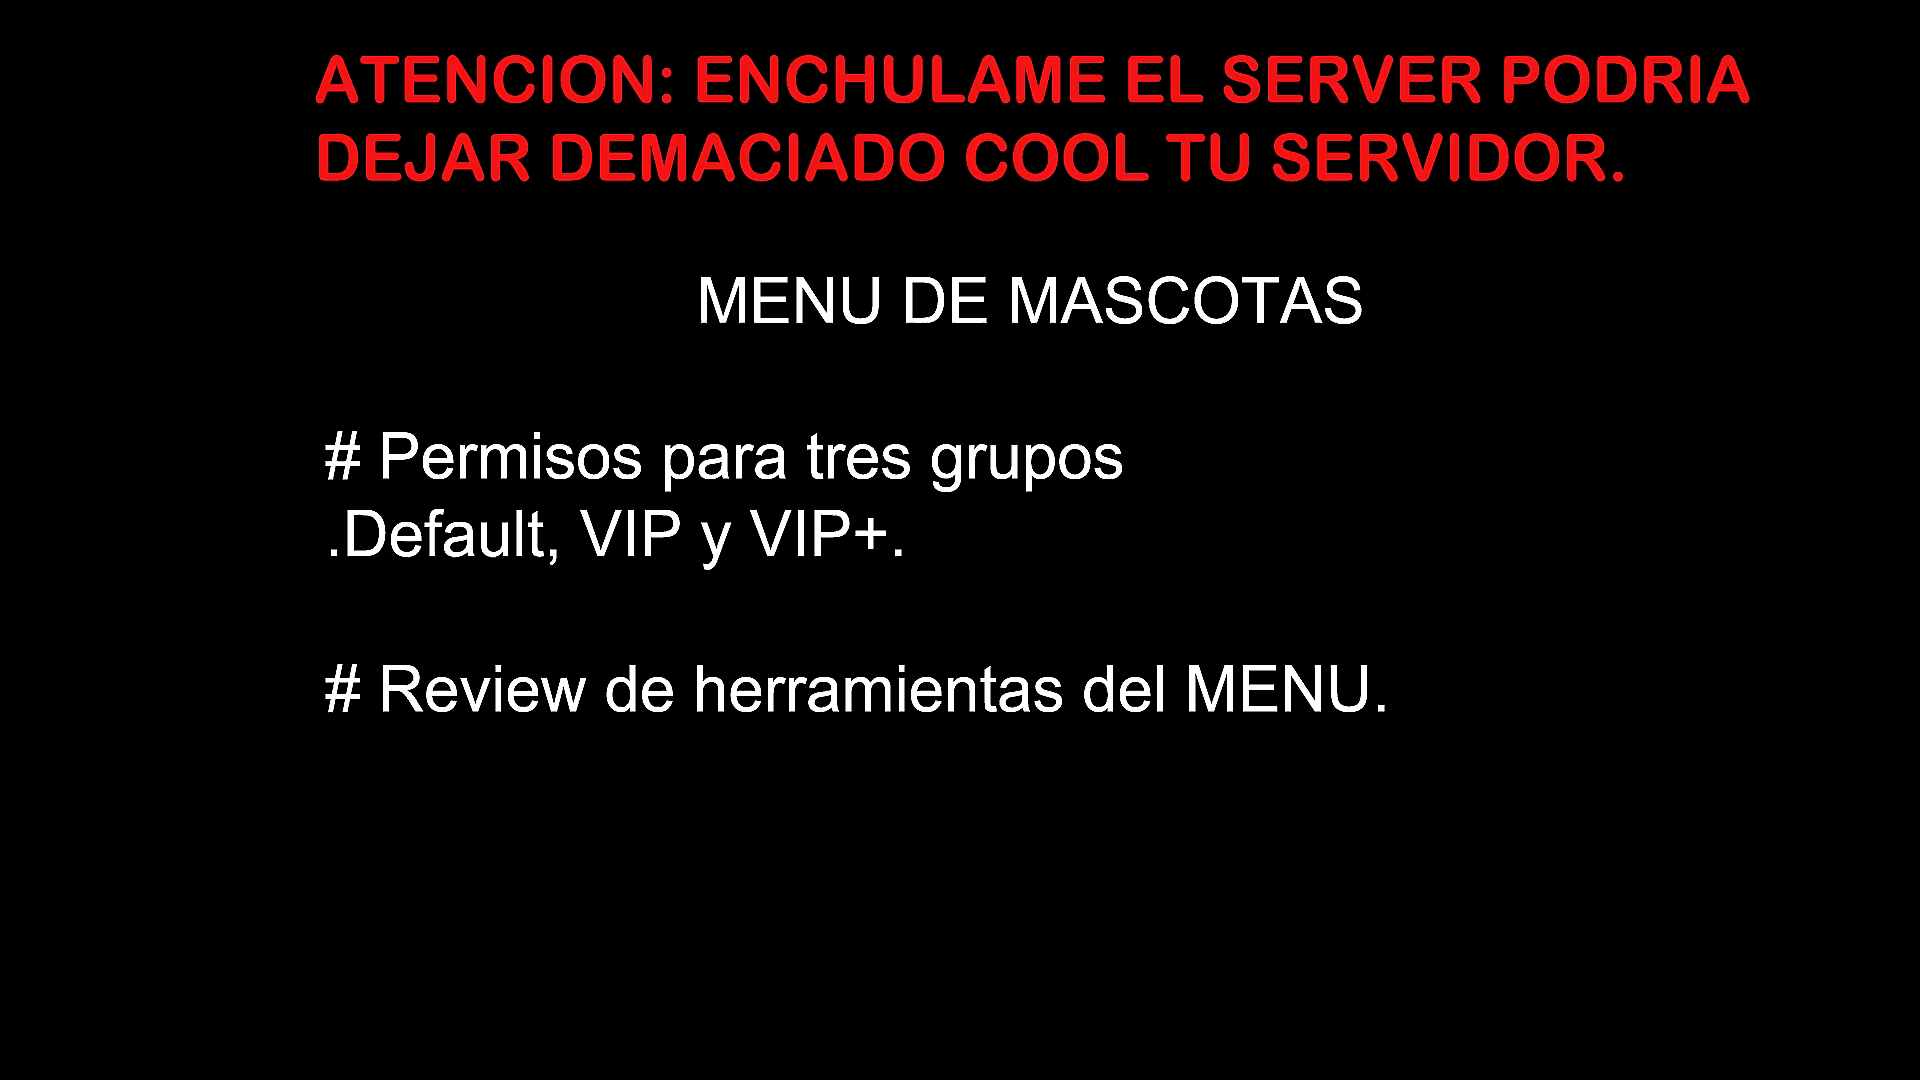 ATENCION: ENCHULAME EL SERVER PODRIA
DEJAR DEMACIADO COOL TU SERVIDOR.
MENU DE MASCOTAS
# Permisos para tres grupos
.Default, VIP y VIP+.
# Review de herramientas del MENU.